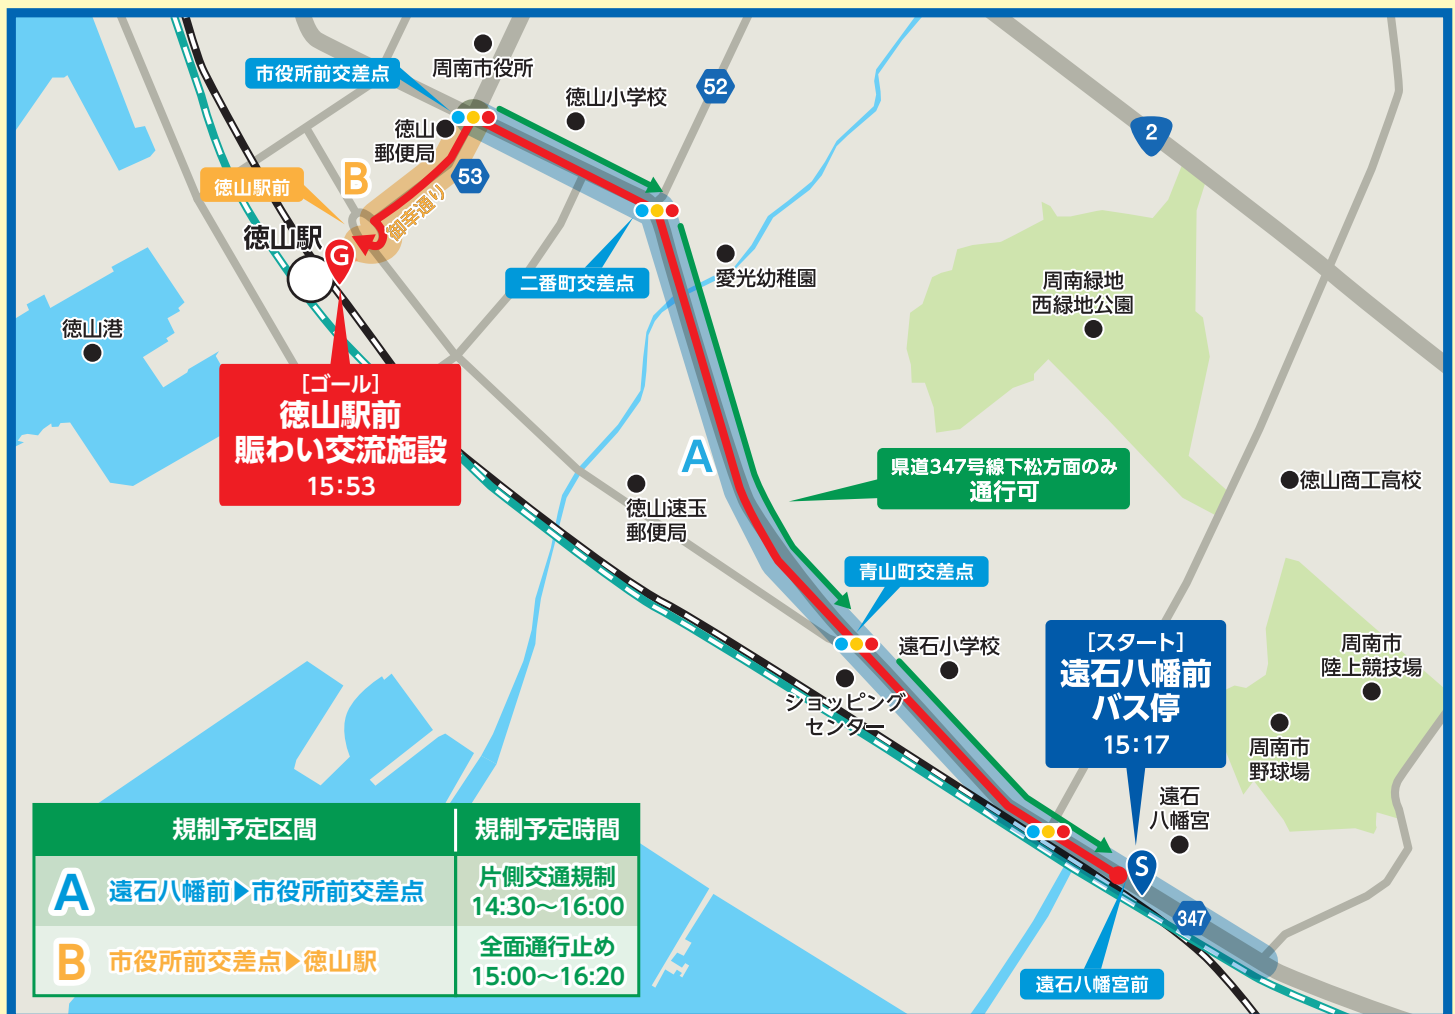 周南市役所
市役所前交差点
徳山小学校
52
徳山
郵便局
2
B
53
徳山駅前
御幸通り
徳山駅
G
二番町交差点
愛光幼稚園
周南緑地
西緑地公園
徳山港
[ゴール]
徳山駅前
賑わい交流施設
15:53
A
県道347号線下松方面のみ
通行可
徳山商工高校
徳山速玉
郵便局
青山町交差点
遠石小学校
[スタート]
遠石八幡前
バス停
15:17
周南市
陸上競技場
ショッピング
センター
周南市
野球場
遠石
八幡宮
S
347
遠石八幡宮前
規制予定区間
規制予定時間
A 遠石八幡前▶市役所前交差点
片側交通規制
14:30〜16:00
B 市役所前交差点▶徳山駅
全面通行止め
15:00〜16:20